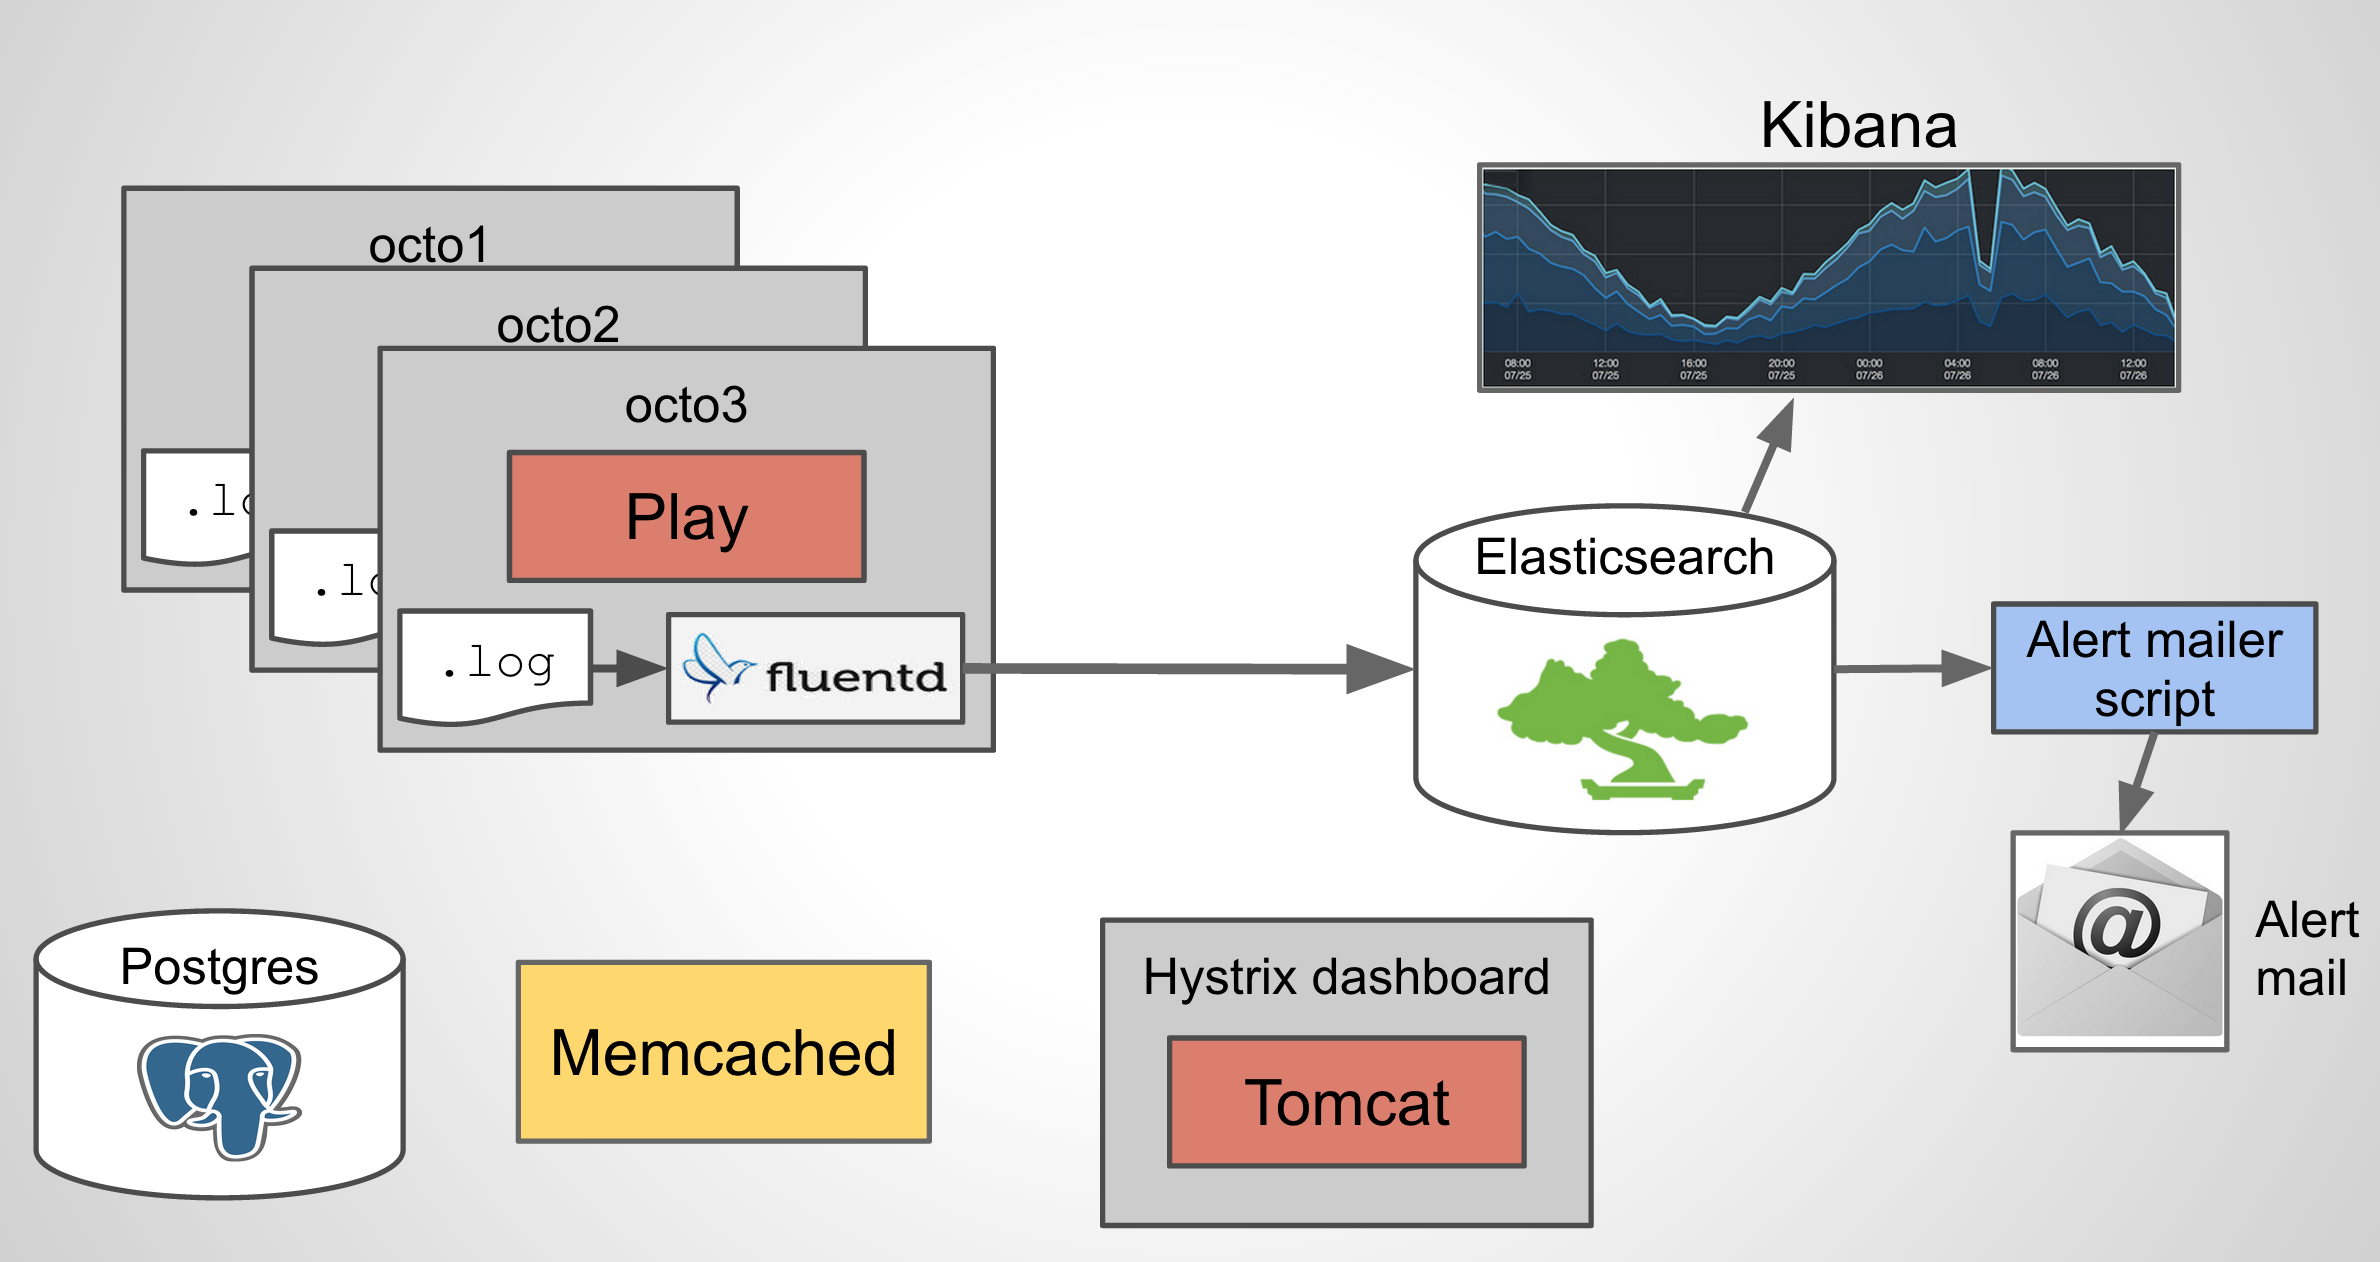 Kibana
octo1
octo2
octo3
Play
.lo
.lo
.log
fluentd
08:00 12:00 16:00 20:00 00:00 04:00 08:00 12:00
07/25 07/25 07/25 07/25 07/26 07/26 07/26 07/26
Elasticsearch
Alert mailer
script
Alert
mail
@
Postgres
Memcached
Hystrix dashboard
Tomcat